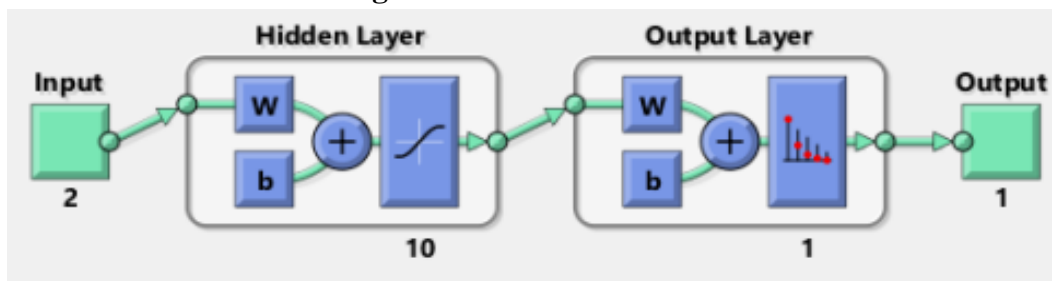 Hidden Layer
Output Layer
Input
Output
W
W
+
+
b
b
2
1
10
1